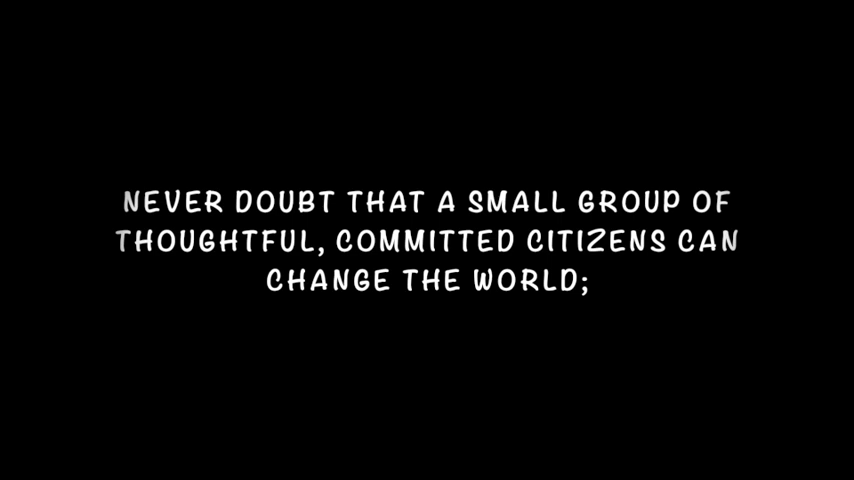 NEVER DOUBT THAT A SMALL GROUP OF
THOUGHTFUL, COMMITTED CITIZENS CAN
CHANGE THE WORLD;